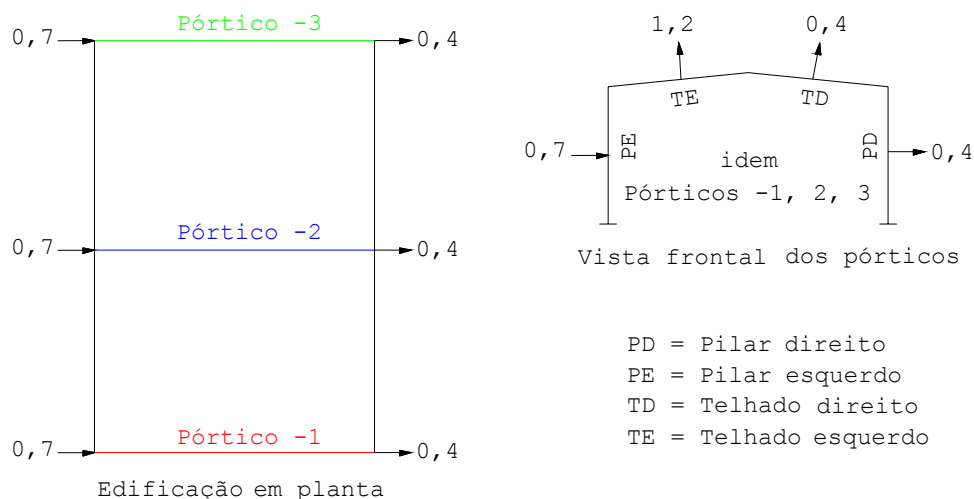 Pórtico -3
0,7
0,4
Pórtico -2
0,7
0,4
Pórtico -1
0,7
0,4
Edificação em planta
1,2
0,4
TE
TD
0,7
PE
PD
0,4
idem
Pórticos -1, 2, 3
Vista frontal dos pórticos
PD = Pilar direito
PE = Pilar esquerdo
TD = Telhado direito
TE = Telhado esquerdo